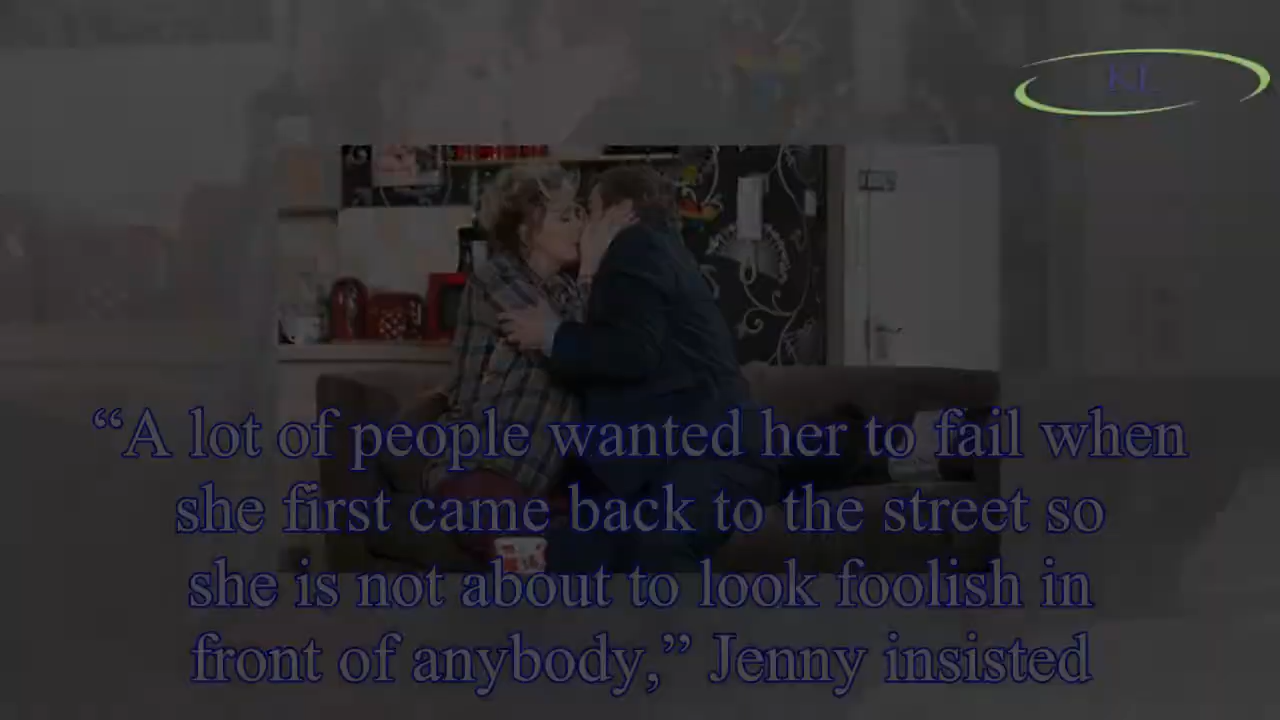 KL
“A lot of people wanted her to fail when
she first came back to the street so
she is not about to look foolish in
front of anybody,” Jenny insisted